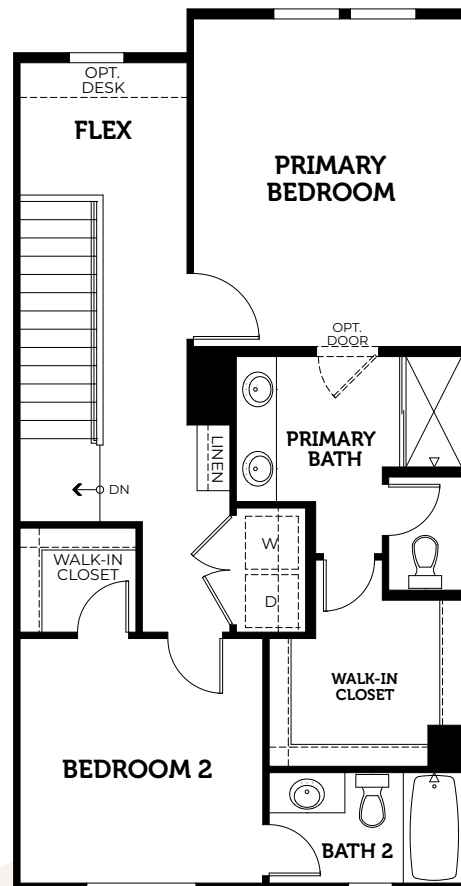 OPT.
DESK
FLEX
PRIMARY
BEDROOM
OPT.
DOOR
PRIMARY
BATH
LINEN
DN
W
D
WALK-IN
CLOSET
WALK-IN
CLOSET
BEDROOM 2
BATH 2